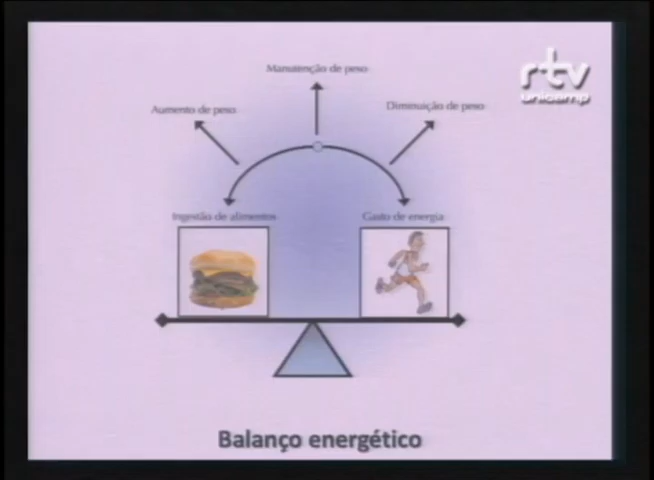 Manutenção de peso
Aumento de peso
Diminuição de peso
rtv
unicamp
Ingestão de alimentos
Gasto de energia
Balanço energético